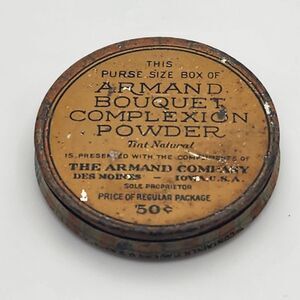 THIS
PURSE SIZE BOX OF
ARMAND
BOUQUET
COMPLEXION
POWDER
Tint Natural
IS PRESENTED WITH THE COMPLIMENTS OF
THE ARMAND COMPANY
DES MOINES - IOWA U.S.A.
SOLE PROPRIETOR
PRICE OF REGULAR PACKAGE
50¢